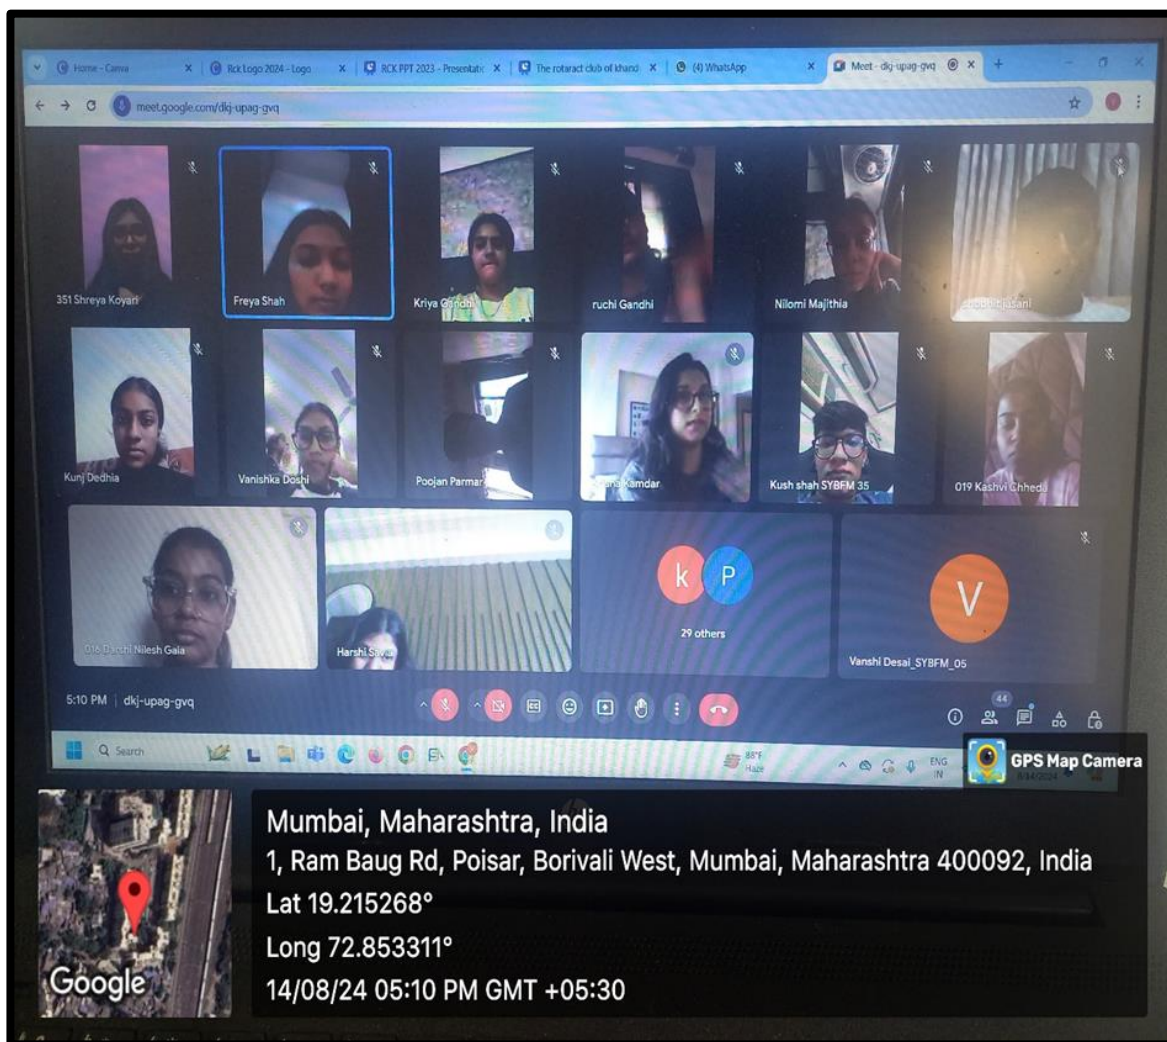 Home - Canva
Rck Logo 2024 - Logo
RCK PPT 2023 - Presentatic
The rotaract club of khand
(4) WhatsApp
Meet - dkj-upag-gvq
meet.google.com/dkj-upag-gvq
351 Shreya Koyari
Freya Shah
Kriya Gandhi
ruchi Gandhi
Nilomi Majithia
Kunj Dedhia
Vanishka Doshi
Poojan Parmar
Kamdar
Kush shah SYBFM 35
019 Kashvi Chheda
Nilesh Gala
Harshi
k
P
29 others
V
Vanshi Desai_SYBFM_05
5:10 PM | dkj-upag-gvq
CC
44
Search
88°F
Haze
ENG
IN
GPS Map Camera
Google
Mumbai, Maharashtra, India
1, Ram Baug Rd, Poisar, Borivali West, Mumbai, Maharashtra 400092, India
Lat 19.215268°
Long 72.853311°
14/08/24 05:10 PM GMT +05:30